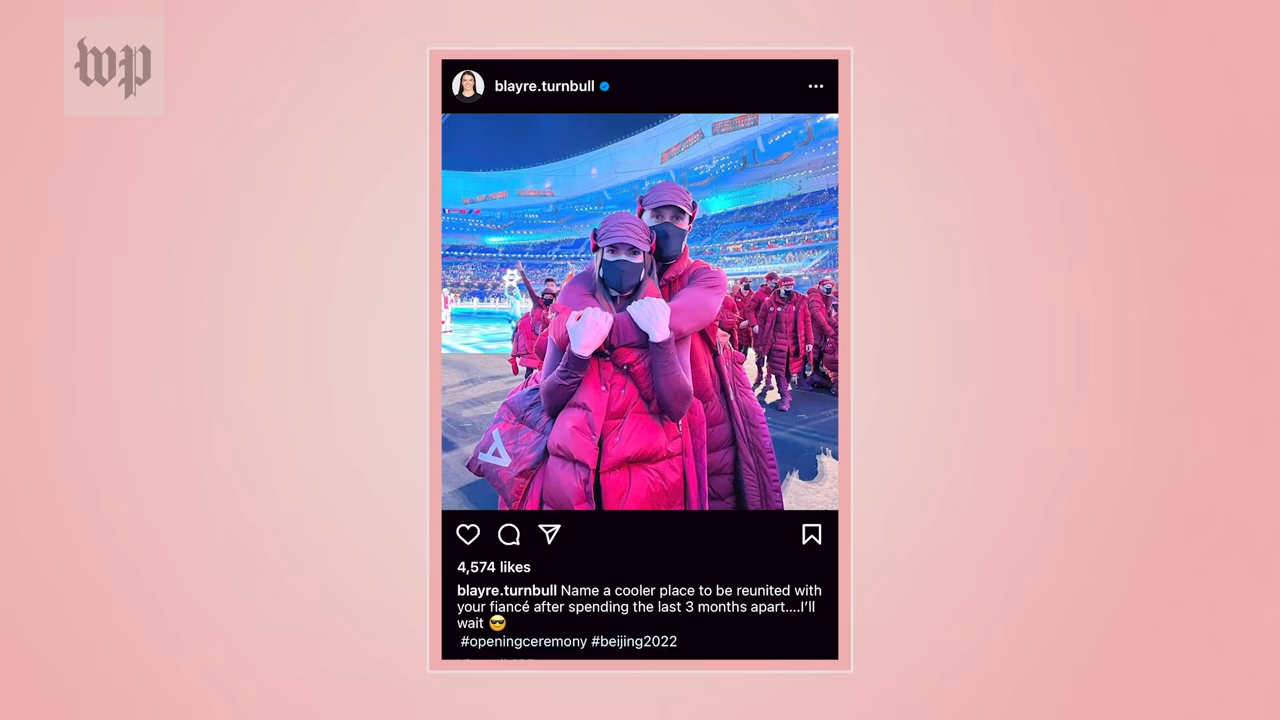 wp
blayre.turnbull
A
4,574 likes
blayre.turnbull Name a cooler place to be reunited with
your fiancé after spending the last 3 months apart....I'll
wait 😎
#openingceremony #beijing2022